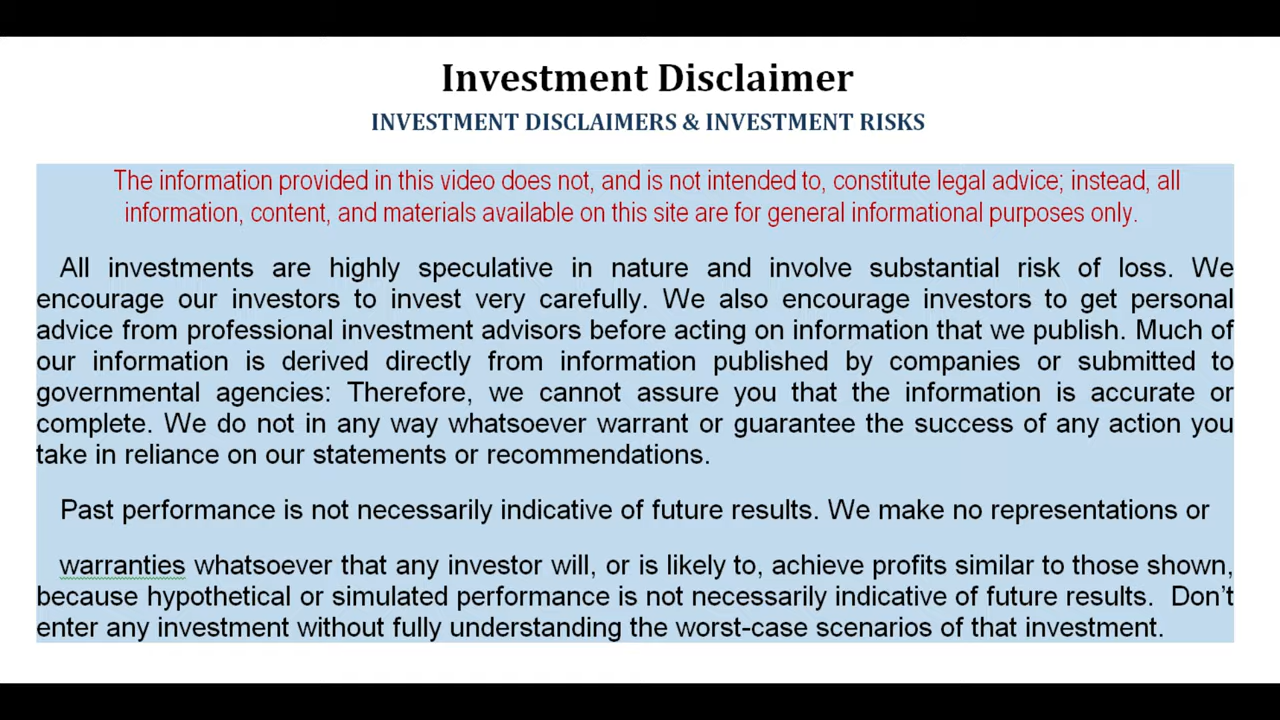 Investment Disclaimer
INVESTMENT DISCLAIMERS & INVESTMENT RISKS
The information provided in this video does not, and is not intended to, constitute legal advice; instead, all
information, content, and materials available on this site are for general informational purposes only.
All investments are highly speculative in nature and involve substantial risk of loss. We
encourage our investors to invest very carefully. We also encourage investors to get personal
advice from professional investment advisors before acting on information that we publish. Much of
our information is derived directly from information published by companies or submitted to
governmental agencies: Therefore, we cannot assure you that the information is accurate or
complete. We do not in any way whatsoever warrant or guarantee the success of any action you
take in reliance on our statements or recommendations.
Past performance is not necessarily indicative of future results. We make no representations or
warranties whatsoever that any investor will, or is likely to, achieve profits similar to those shown,
because hypothetical or simulated performance is not necessarily indicative of future results. Don’t
enter any investment without fully understanding the worst-case scenarios of that investment.